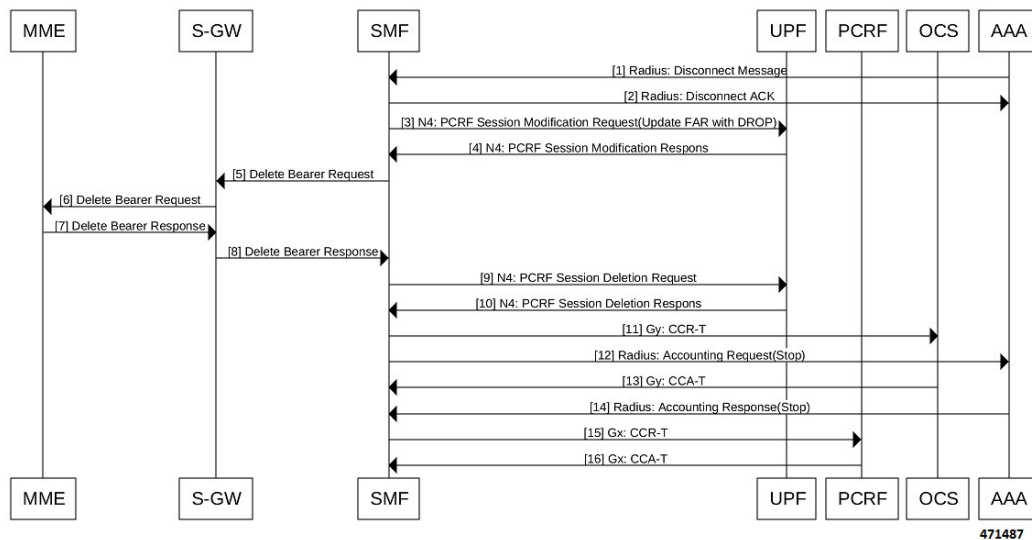 MME S-GW SMF UPF PCRF OCS AAA
[1] Radius: Disconnect Message
[2] Radius: Disconnect ACK
[3] N4: PCRF Session Modification Request(Update FAR with DROP)
[4] N4: PCRF Session Modification Respons
[5] Delete Bearer Request
[6] Delete Bearer Request
[7] Delete Bearer Response
[8] Delete Bearer Response
[9] N4: PCRF Session Deletion Request
[10] N4: PCRF Session Deletion Respons
[11] Gy: CCR-T
[12] Radius: Accounting Request(Stop)
[13] Gy: CCA-T
[14] Radius: Accounting Response(Stop)
[15] Gx: CCR-T
[16] Gx: CCA-T
MME S-GW SMF UPF PCRF OCS AAA
471487